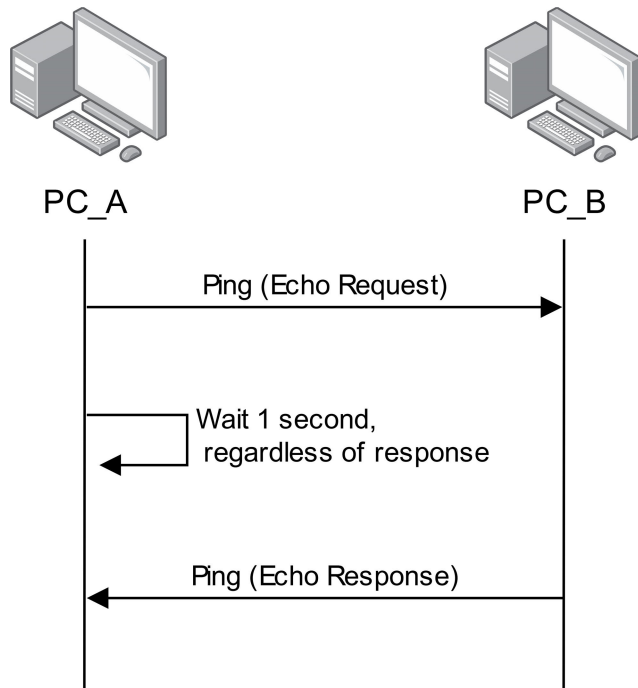 PC_A
PC_B
Ping (Echo Request)
Wait 1 second,
regardless of response
Ping (Echo Response)